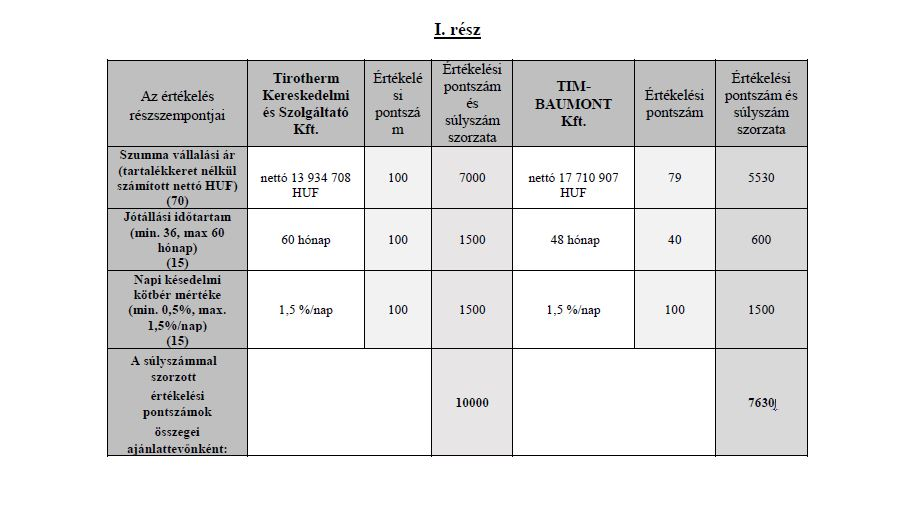 I. rész
Az értékelés
részszempontjai
Tirotherm
Kereskedelmi
és Szolgáltató
Kft.
Értékelé
si
pontszá
m
Értékelési
pontszám
és
súlyszám
szorzata
TIM-
BAUMONT
Kft.
Értékelési
pontszám
Értékelési
pontszám és
súlyszám
szorzata
Szumma vállalási ár
(tartalékkeret nélkül
számított nettó HUF)
(70)
nettó 13 934 708
HUF
100
7000
nettó 17 710 907
HUF
79
5530
Jótállási időtartam
(min. 36, max 60
hónap)
(15)
60 hónap
100
1500
48 hónap
40
600
Napi késedelmi
kötbér mértéke
(min. 0,5%, max.
1,5%/nap)
(15)
1,5 %/nap
100
1500
1,5 %/nap
100
1500
A súlyszámmal
szorzott
értékelési
pontszámok
összegei
ajánlattevőnként:
10000
7630